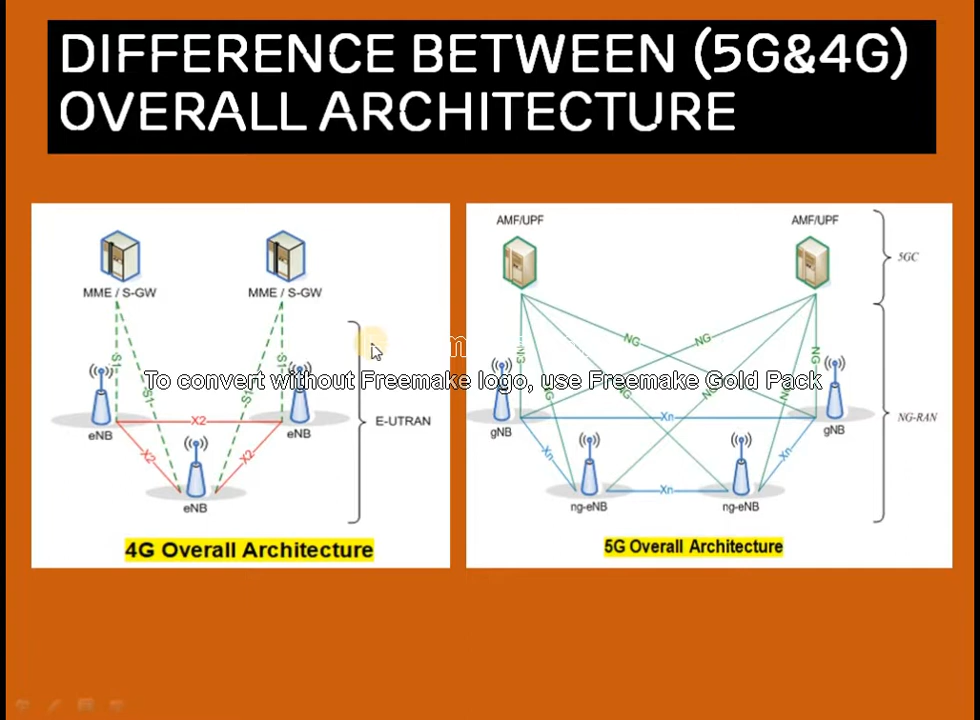 DIFFERENCE BETWEEN (5G&4G)
OVERALL ARCHITECTURE
MME / S-GW
MME / S-GW
S1
S1
S1
S1
eNB
X2
eNB
X2
X2
eNB
E-UTRAN
4G Overall Architecture
AMF/UPF
AMF/UPF
5GC
NG
NG
NG
NG
NG
NG
NG
NG
gNB
Xn
gNB
NG-RAN
Xn
Xn
Xn
ng-eNB
ng-eNB
5G Overall Architecture
To convert without Freemake logo, use Freemake Gold Pack